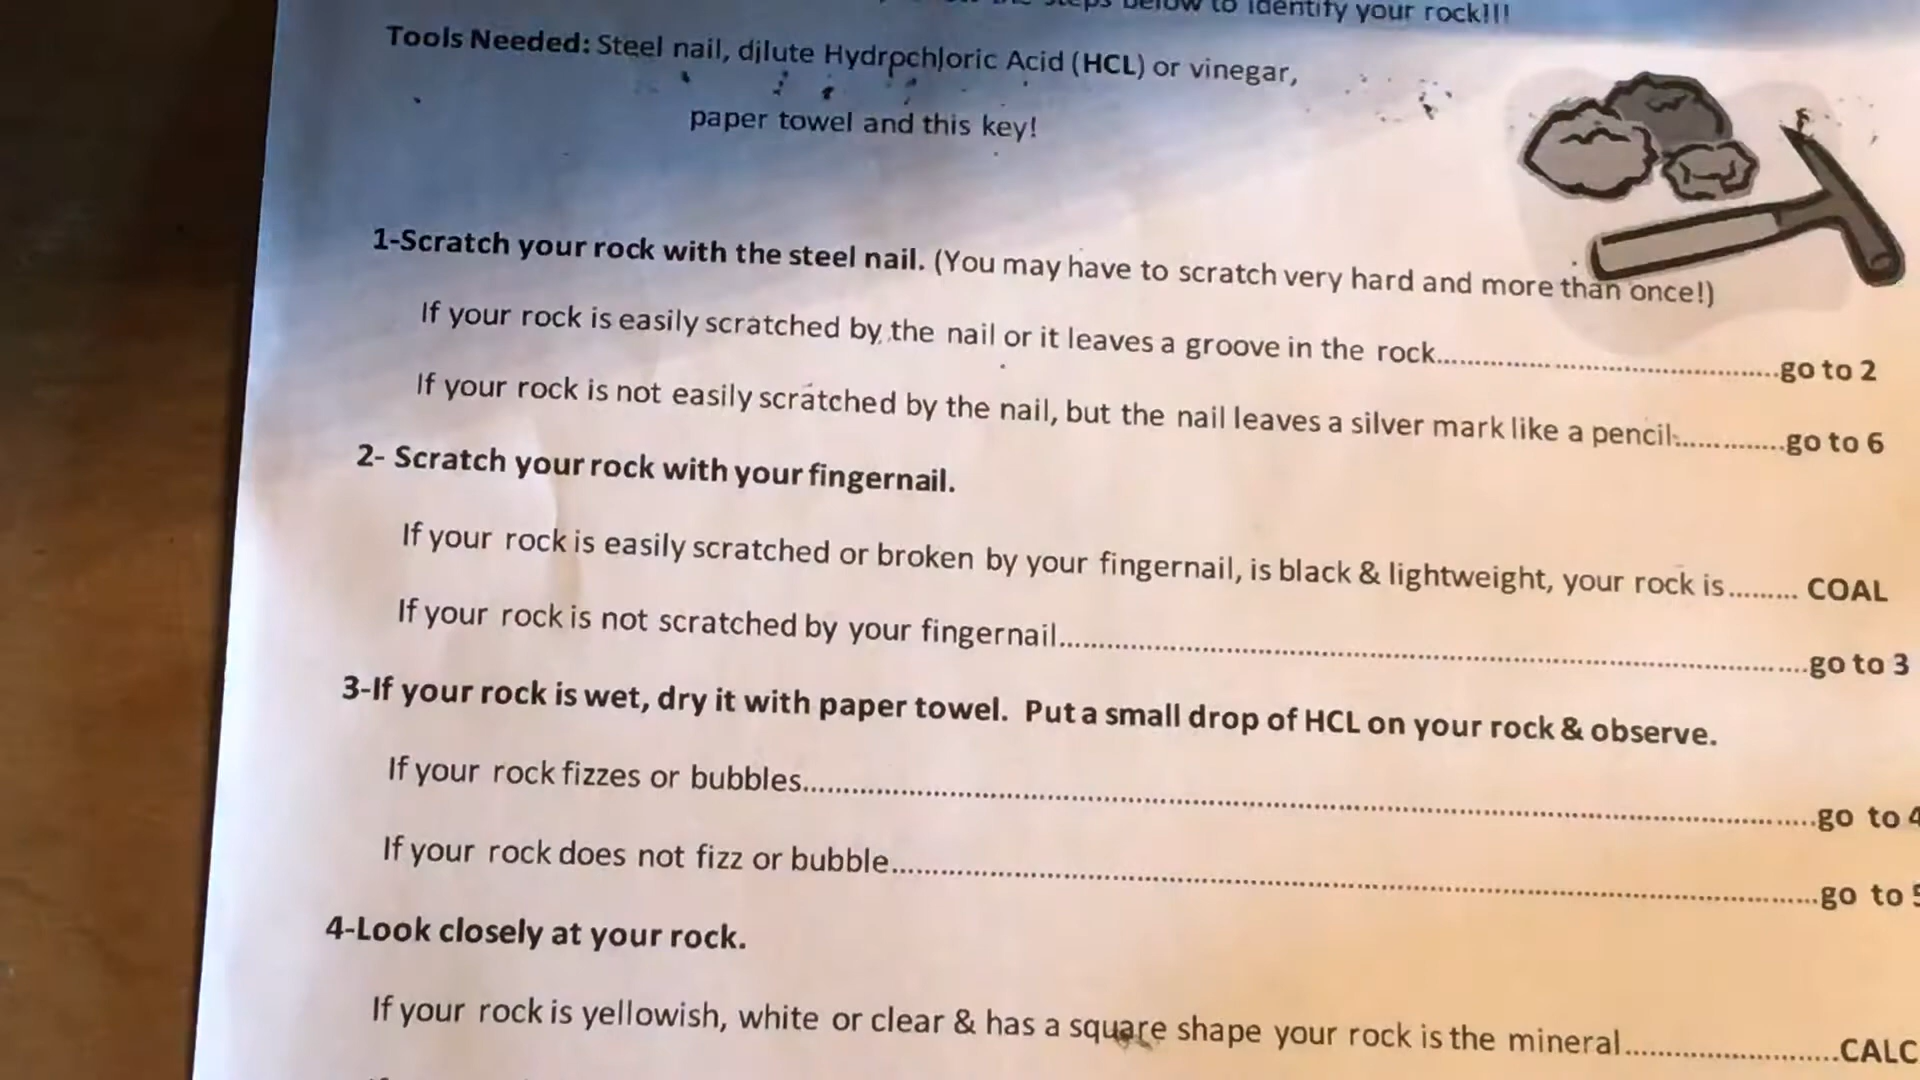 below to identify your rock!!!
Tools Needed: Steel nail, dilute Hydrochloric Acid (HCL) or vinegar,
paper towel and this key!
1-Scratch your rock with the steel nail. (You may have to scratch very hard and more than once!)
If your rock is easily scratched by the nail or it leaves a groove in the rock..........................................go to 2
If your rock is not easily scratched by the nail, but the nail leaves a silver mark like a pencil.............go to 6
2- Scratch your rock with your fingernail.
If your rock is easily scratched or broken by your fingernail, is black & lightweight, your rock is......... COAL
If your rock is not scratched by your fingernail..........................................................................................go to 3
3-If your rock is wet, dry it with paper towel. Put a small drop of HCL on your rock & observe.
If your rock fizzes or bubbles..............................................................................................................go to 4
If your rock does not fizz or bubble.....................................................................................................go to 5
4-Look closely at your rock.
If your rock is yellowish, white or clear & has a square shape your rock is the mineral..........................CALC